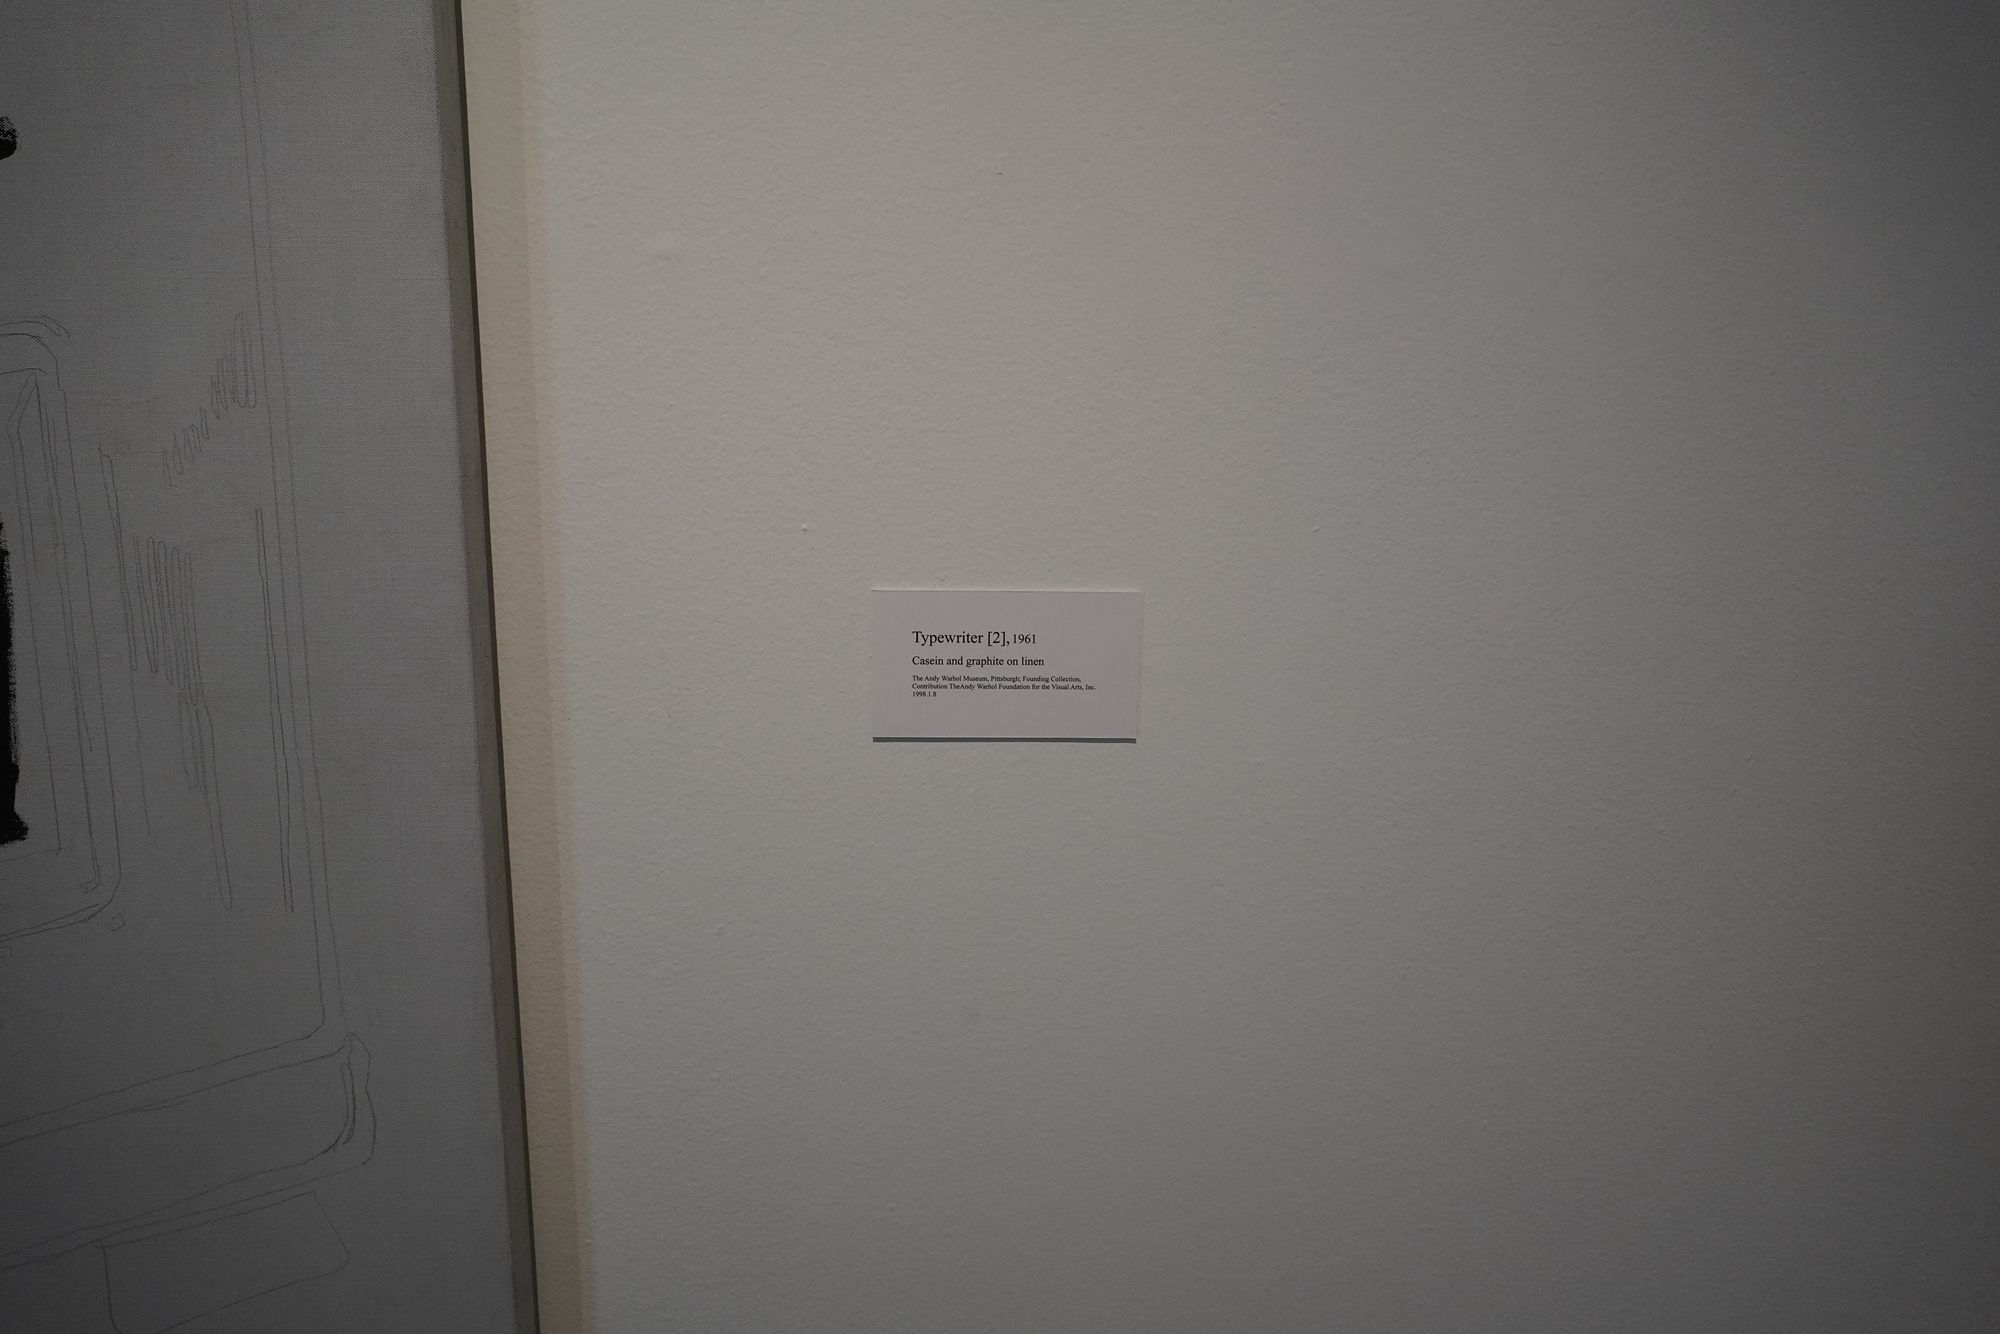 Typewriter [2], 1961
Casein and graphite on linen
The Andy Warhol Museum, Pittsburgh; Founding Collection,
Contribution TheAndy Warhol Foundation for the Visual Arts, Inc.
1998.1.8